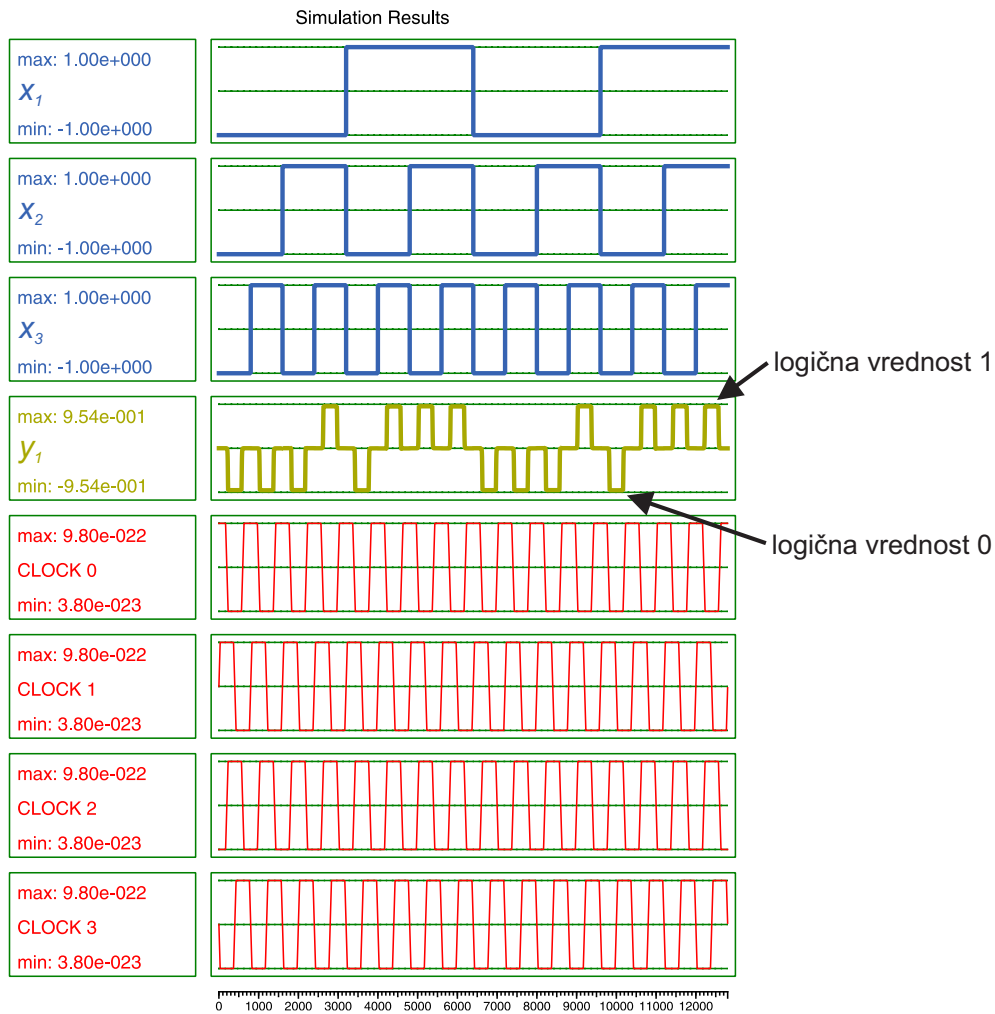 Simulation Results
max: 1.00e+000
x1
min: -1.00e+000
max: 1.00e+000
x2
min: -1.00e+000
max: 1.00e+000
x3
min: -1.00e+000
logična vrednost 1
max: 9.54e-001
y1
min: -9.54e-001
logična vrednost 0
max: 9.80e-022
CLOCK 0
min: 3.80e-023
max: 9.80e-022
CLOCK 1
min: 3.80e-023
max: 9.80e-022
CLOCK 2
min: 3.80e-023
max: 9.80e-022
CLOCK 3
min: 3.80e-023
0 1000 2000 3000 4000 5000 6000 7000 8000 9000 10000 11000 12000